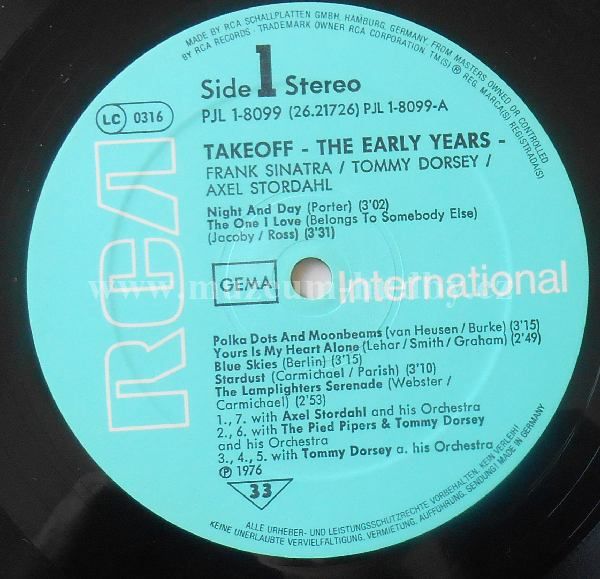 MADE BY RCA SCHALLPLATTEN GMBH, HAMBURG, GERMANY FROM MASTERS OWNED OR CONTROLLED
BY RCA RECORDS · TRADEMARK OWNER RCA CORPORATION. TM(S) ® REG. MARCA(S) REGISTRADA(S)
Side 1 Stereo
PJL 1-8099 (26.21726) PJL 1-8099-A
LC 0316
TAKEOFF - THE EARLY YEARS -
FRANK SINATRA / TOMMY DORSEY /
AXEL STORDAHL
Night And Day (Porter) (3'02)
The One I Love (Belongs To Somebody Else)
(Jacoby / Ross) (3'31)
RCA
GEMA
International
www.muzeum-hudby.cz
Polka Dots And Moonbeams (van Heusen / Burke) (3'15)
Yours Is My Heart Alone (Lehar / Smith / Graham) (2'49)
Blue Skies (Berlin) (3'15)
Stardust (Carmichael / Parish) (3'10)
The Lamplighters Serenade (Webster /
Carmichael) (2'53)
1., 7. with Axel Stordahl and his Orchestra
2., 6. with The Pied Pipers & Tommy Dorsey
and his Orchestra
3., 4., 5. with Tommy Dorsey a. his Orchestra
℗ 1976
33
ALLE URHEBER- UND LEISTUNGSSCHUTZRECHTE VORBEHALTEN. KEIN VERLEIH!
KEINE UNERLAUBTE VERVIELFÄLTIGUNG, VERMIETUNG, AUFFÜHRUNG, SENDUNG! MADE IN GERMANY